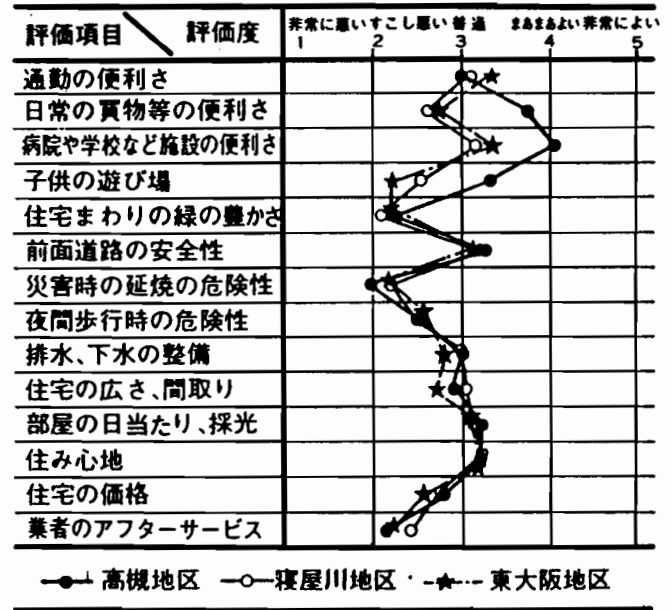 評価項目 評価度
非常に悪い すこし悪い 普通 まあまあよい 非常によい
1 2 3 4 5
通勤の便利さ
日常の買物等の便利さ
病院や学校など施設の便利さ
子供の遊び場
住宅まわりの緑の豊かさ
前面道路の安全性
災害時の延焼の危険性
夜間歩行時の危険性
排水、下水の整備
住宅の広さ、間取り
部屋の日当たり、採光
住み心地
住宅の価格
業者のアフターサービス
高槻地区 寝屋川地区 東大阪地区